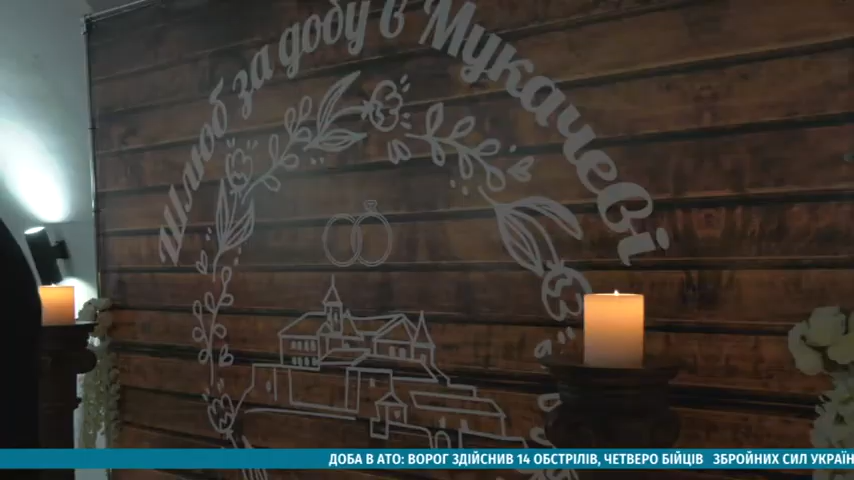 Шлюб за добу в Мукачеві
ДОБА В АТО: ВОРОГ ЗДІЙСНИВ 14 ОБСТРІЛІВ, ЧЕТВЕРО БІЙЦІВ ЗБРОЙНИХ СИЛ УКРАЇН